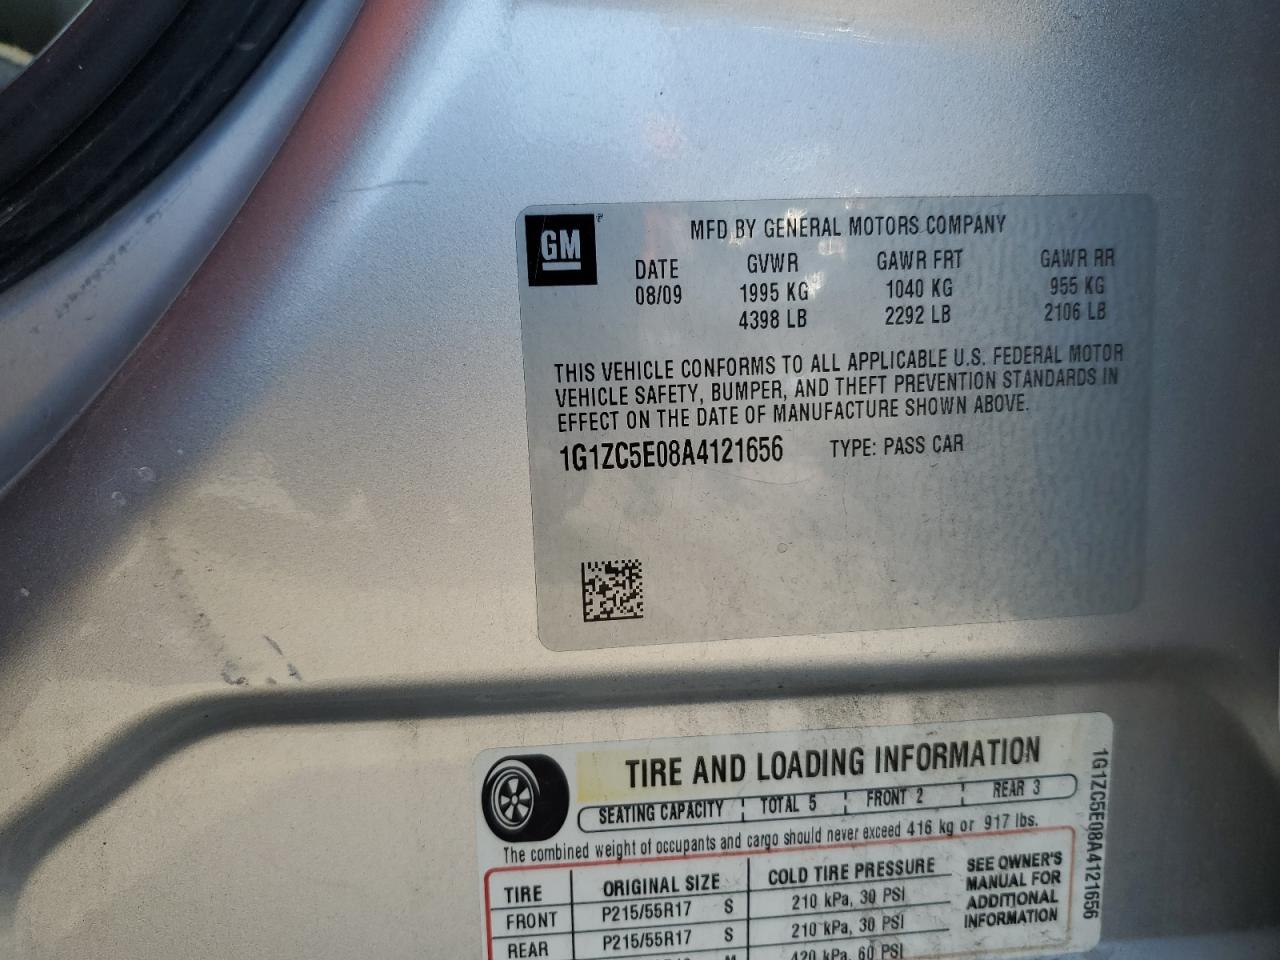 GM
MFD BY GENERAL MOTORS COMPANY
DATE GVWR GAWR FRT GAWR RR
08/09 1995 KG 1040 KG 955 KG
4398 LB 2292 LB 2106 LB
THIS VEHICLE CONFORMS TO ALL APPLICABLE U.S. FEDERAL MOTOR
VEHICLE SAFETY, BUMPER, AND THEFT PREVENTION STANDARDS IN
EFFECT ON THE DATE OF MANUFACTURE SHOWN ABOVE.
1G1ZC5E08A4121656 TYPE: PASS CAR
TIRE AND LOADING INFORMATION
SEATING CAPACITY TOTAL 5 FRONT 2 REAR 3
The combined weight of occupants and cargo should never exceed 416 kg or 917 lbs.
TIRE ORIGINAL SIZE COLD TIRE PRESSURE
FRONT P215/55R17 S 210 kPa, 30 PSI
REAR P215/55R17 S 210 kPa, 30 PSI
420 kPa, 60 PSI
SEE OWNER'S
MANUAL FOR
ADDITIONAL
INFORMATION
1G1ZC5E08A4121656